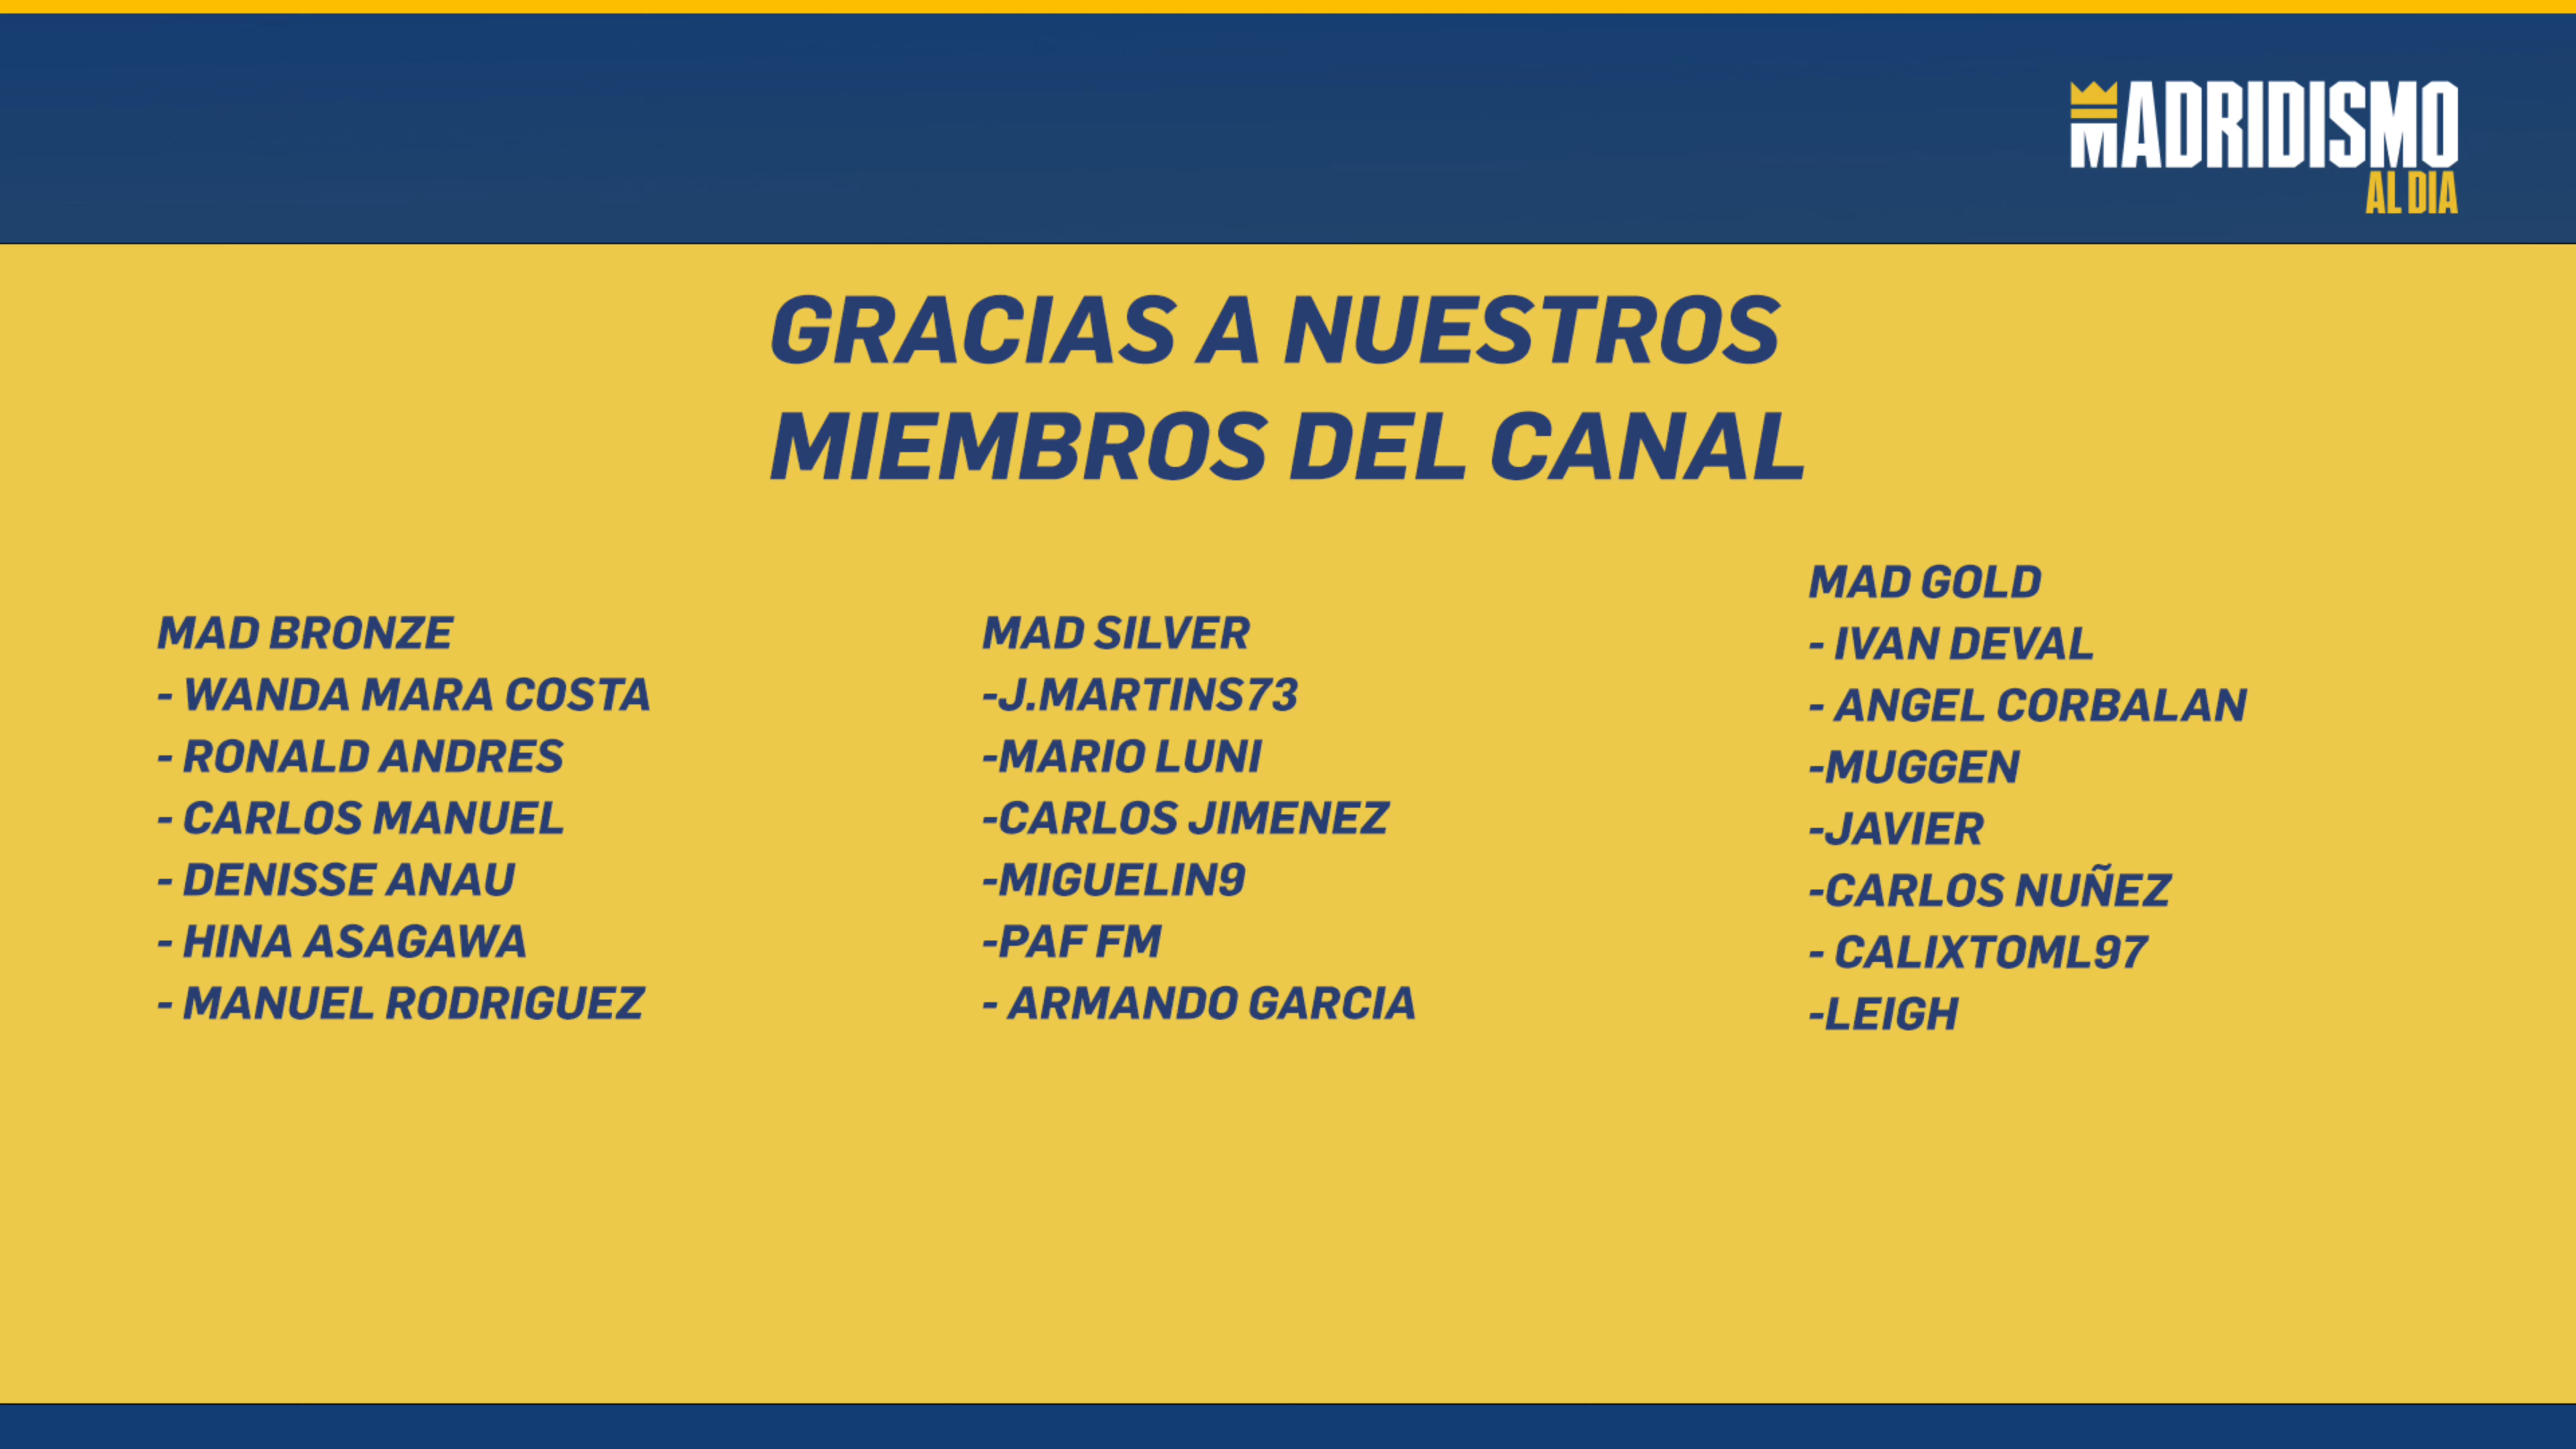 MADRIDISMO
AL DIA
GRACIAS A NUESTROS
MIEMBROS DEL CANAL
MAD BRONZE
- WANDA MARA COSTA
- RONALD ANDRES
- CARLOS MANUEL
- DENISSE ANAU
- HINA ASAGAWA
- MANUEL RODRIGUEZ
MAD SILVER
-J.MARTINS73
-MARIO LUNI
-CARLOS JIMENEZ
-MIGUELIN9
-PAF FM
- ARMANDO GARCIA
MAD GOLD
- IVAN DEVAL
- ANGEL CORBALAN
-MUGGEN
-JAVIER
-CARLOS NUÑEZ
- CALIXTOML97
-LEIGH